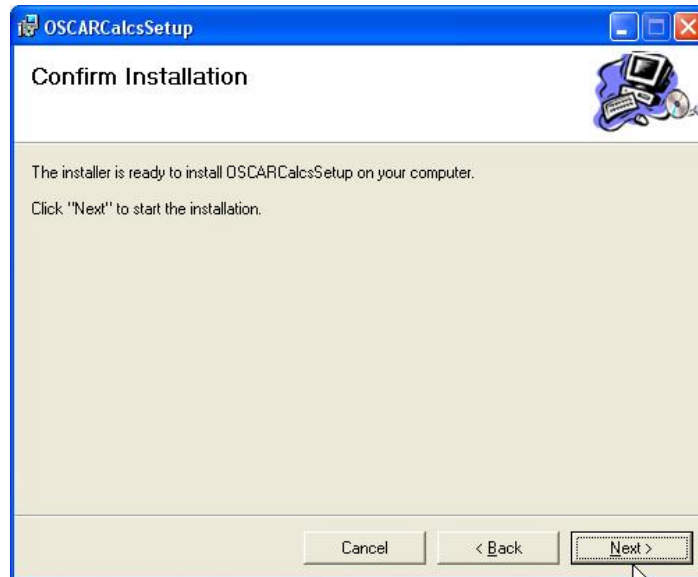 OSCARCalcsSetup
Confirm Installation
The installer is ready to install OSCARCalcsSetup on your computer.
Click "Next" to start the installation.
Cancel
< Back
Next >